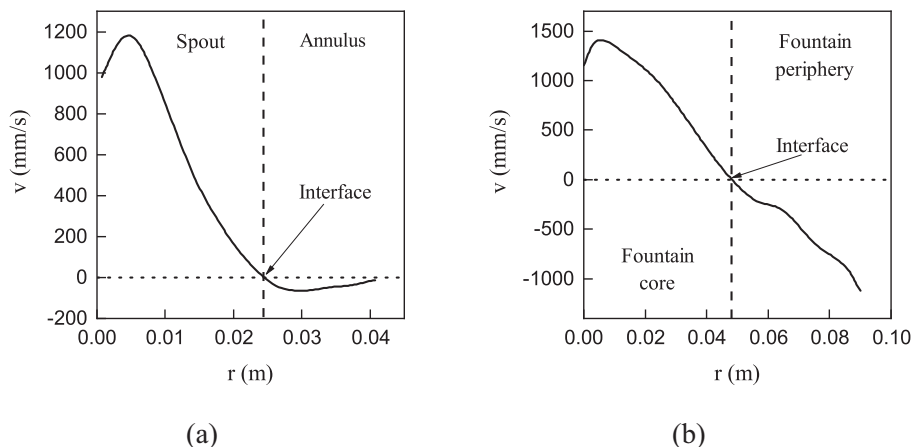 1200
1000
800
600
400
200
0
-200
v (mm/s)
Spout
Annulus
Interface
0.00
0.01
0.02
0.03
0.04
r (m)
(a)
1500
1000
500
0
-500
-1000
v (mm/s)
Fountain
periphery
Interface
Fountain
core
0.00
0.02
0.04
0.06
0.08
0.10
r (m)
(b)